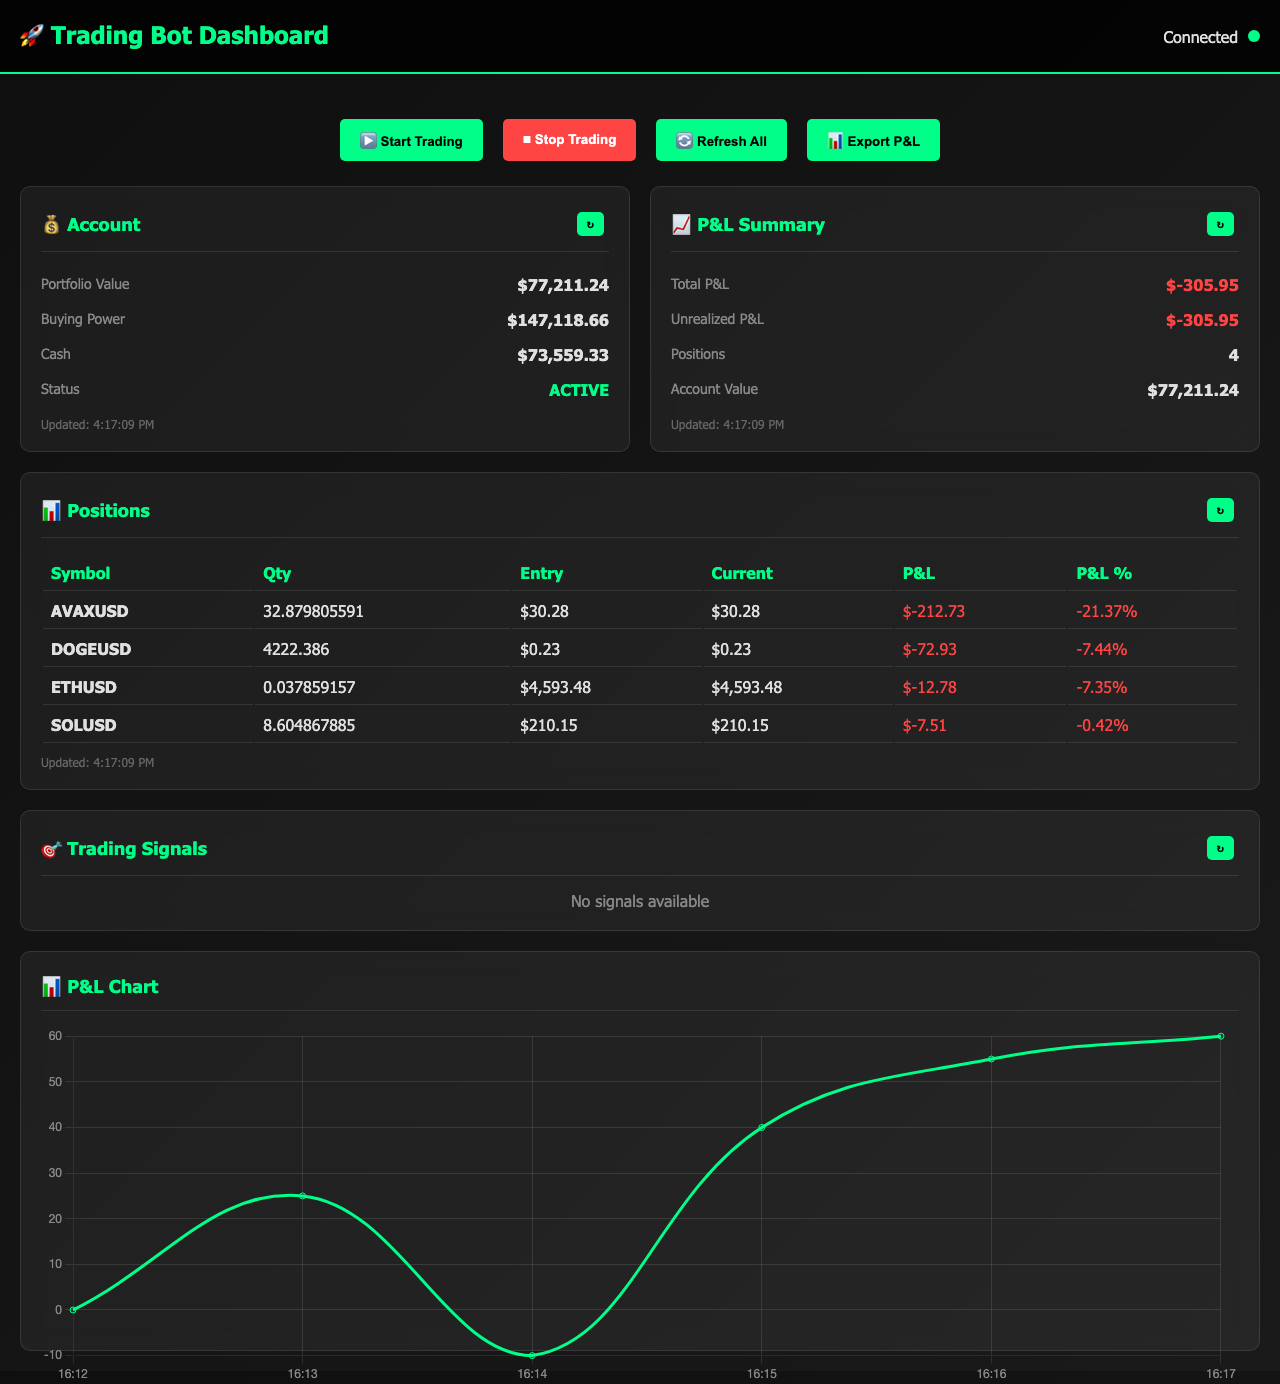 🚀 Trading Bot Dashboard
Connected
▶️ Start Trading
⏹ Stop Trading
🔄 Refresh All
📊 Export P&L
💰 Account
↻
Portfolio Value $77,211.24
Buying Power $147,118.66
Cash $73,559.33
Status ACTIVE
Updated: 4:17:09 PM
📈 P&L Summary
↻
Total P&L $-305.95
Unrealized P&L $-305.95
Positions 4
Account Value $77,211.24
Updated: 4:17:09 PM
📊 Positions
↻
Symbol Qty Entry Current P&L P&L %
AVAXUSD 32.879805591 $30.28 $30.28 $-212.73 -21.37%
DOGEUSD 4222.386 $0.23 $0.23 $-72.93 -7.44%
ETHUSD 0.037859157 $4,593.48 $4,593.48 $-12.78 -7.35%
SOLUSD 8.604867885 $210.15 $210.15 $-7.51 -0.42%
Updated: 4:17:09 PM
🎯 Trading Signals
↻
No signals available
📊 P&L Chart
60
50
40
30
20
10
0
-10
16:12 16:13 16:14 16:15 16:16 16:17